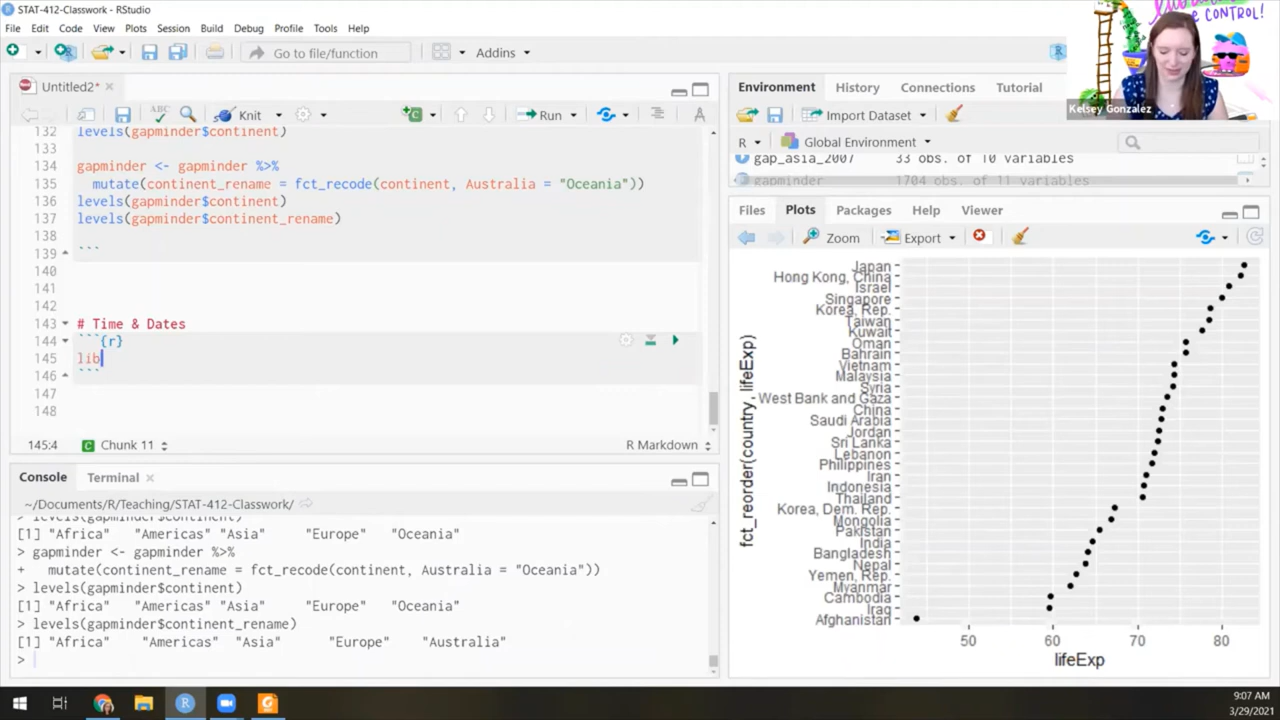 STAT-412-Classwork - RStudio
File Edit Code View Plots Session Build Debug Profile Tools Help
Go to file/function Addins
CONTROL!
Kelsey Gonzalez
Untitled2*
Knit Run
132 levels(gapminder$continent)
133
134 gapminder <- gapminder %>%
135 mutate(continent_rename = fct_recode(continent, Australia = "Oceania"))
136 levels(gapminder$continent)
137 levels(gapminder$continent_rename)
138
139 ```
140
141
142
143 # Time & Dates
144 ```{r}
145 lib
146 ```
147
148
145:4 Chunk 11 R Markdown
Console Terminal
~/Documents/R/Teaching/STAT-412-Classwork/
> levels(gapminder$continent)
[1] "Africa" "Americas" "Asia" "Europe" "Oceania"
> gapminder <- gapminder %>%
+ mutate(continent_rename = fct_recode(continent, Australia = "Oceania"))
> levels(gapminder$continent)
[1] "Africa" "Americas" "Asia" "Europe" "Oceania"
> levels(gapminder$continent_rename)
[1] "Africa" "Americas" "Asia" "Europe" "Australia"
>
Environment History Connections Tutorial
Import Dataset
R Global Environment
gap_asia_2007 33 obs. of 10 variables
gapminder 1704 obs. of 11 variables
Files Plots Packages Help Viewer
Zoom Export
fct_reorder(country, lifeExp)
Japan
Hong Kong, China
Israel
Singapore
Korea, Rep.
Taiwan
Kuwait
Oman
Bahrain
Vietnam
Malaysia
Syria
West Bank and Gaza
China
Saudi Arabia
Jordan
Sri Lanka
Lebanon
Philippines
Iran
Indonesia
Thailand
Korea, Dem. Rep.
Mongolia
Pakistan
India
Bangladesh
Nepal
Yemen, Rep.
Myanmar
Cambodia
Iraq
Afghanistan
50 60 70 80
lifeExp
9:07 AM
3/29/2021